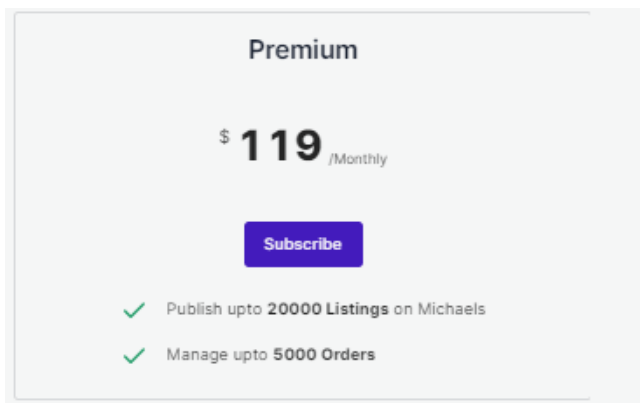 Premium
$ 119 /Monthly
Subscribe
Publish upto 20000 Listings on Michaels
Manage upto 5000 Orders